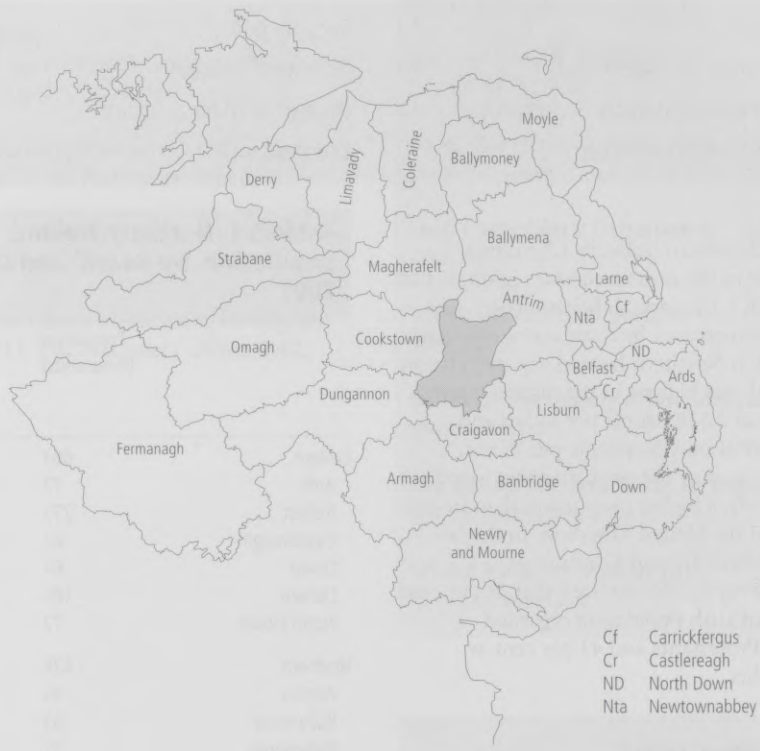 Moyle
Coleraine
Limavady
Ballymoney
Derry
Ballymena
Strabane
Magherafelt
Larne
Antrim
Cf
Nta
Omagh
Cookstown
ND
Belfast
Ards
Cr
Dungannon
Lisburn
Craigavon
Fermanagh
Armagh
Banbridge
Down
Newry
and Mourne
Cf Carrickfergus
Cr Castlereagh
ND North Down
Nta Newtownabbey